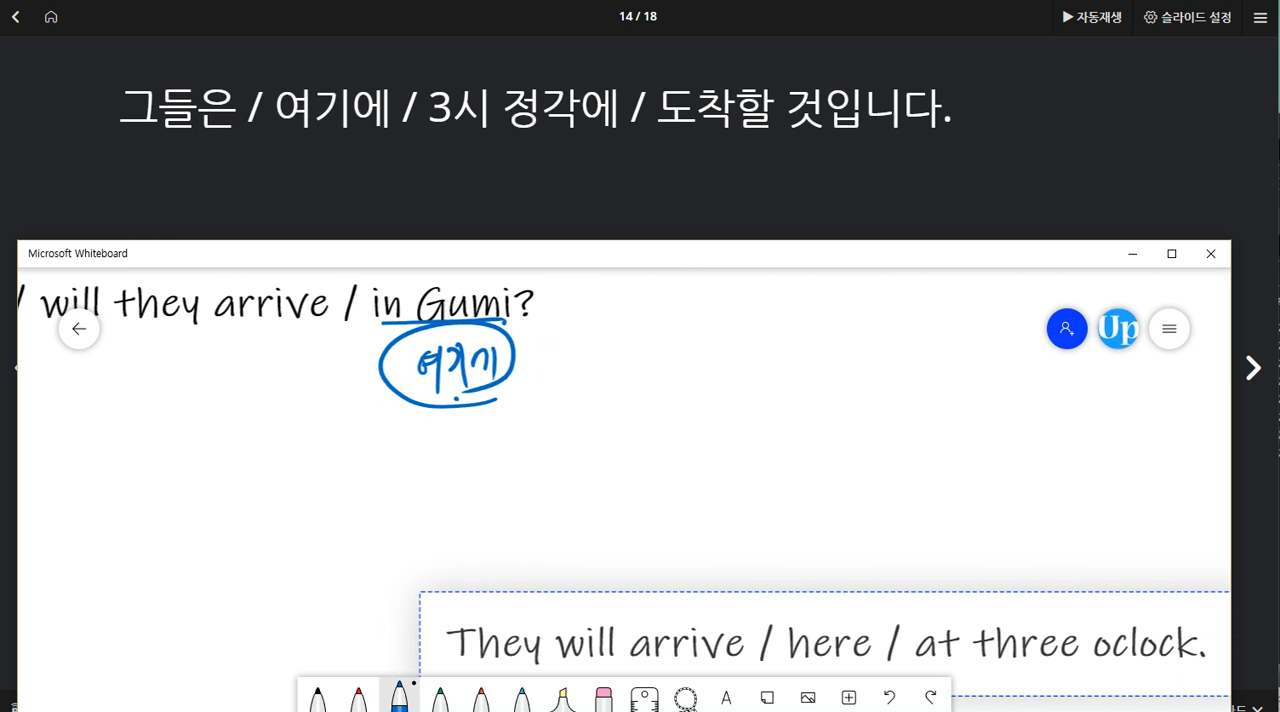 14 / 18
▶ 자동재생
슬라이드 설정
그들은 / 여기에 / 3시 정각에 / 도착할 것입니다.
Microsoft Whiteboard
/ will they arrive / in Gumi?
Up
여기에
They will arrive / here / at three oclock.